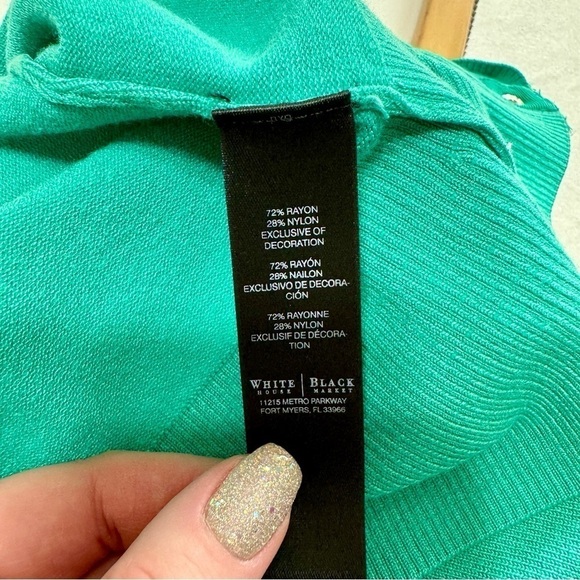 72% RAYON
28% NYLON
EXCLUSIVE OF
DECORATION
72% RAYÓN
28% NAILON
EXCLUSIVO DE DECORA-
CIÓN
72% RAYONNE
28% NYLON
EXCLUSIF DE DÉCORA-
TION
WHITE | BLACK
HOUSE MARKET
11215 METRO PARKWAY
FORT MYERS, FL 33966